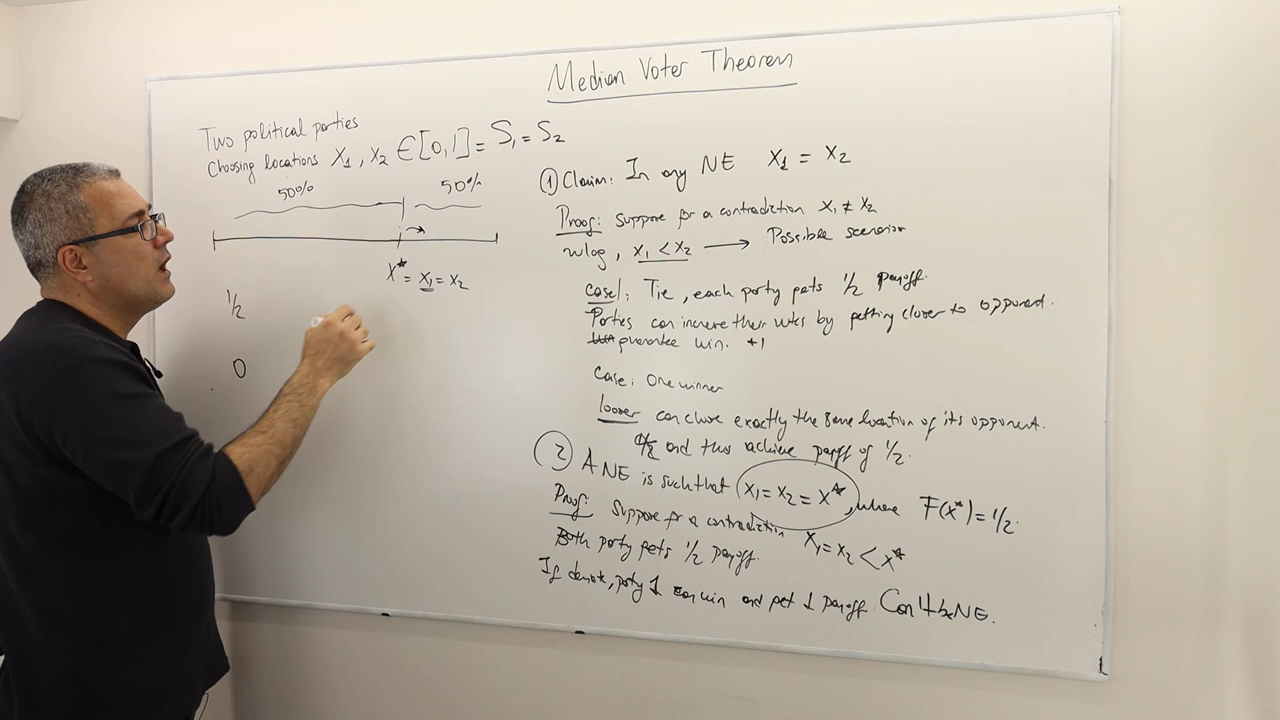 Median Voter Theorem
Two political parties
Choosing locations X₁, X₂ ∈ [0,1] = S₁ = S₂
50% 50%
X* = X₁ = X₂
1/2
0
① Claim: In any NE X₁ = X₂
Proof: Suppose for a contradiction X₁ ≠ X₂
wlog, X₁ < X₂ → Possible scenarios
Case 1: Tie, each party gets 1/2 payoff.
Parties can increase their votes by getting closer to opponent.
guarantee win. +1
Case: One winner
looser can chose exactly the same location of its opponent.
and thus achieve payoff of 1/2.
② A NE is such that X₁ = X₂ = X*, where F(X*) = 1/2.
Proof: Suppose for a contradiction X₁ = X₂ < X*
Both party gets 1/2 payoff.
If deviate, party 1 can win and get 1 payoff Can't be NE.